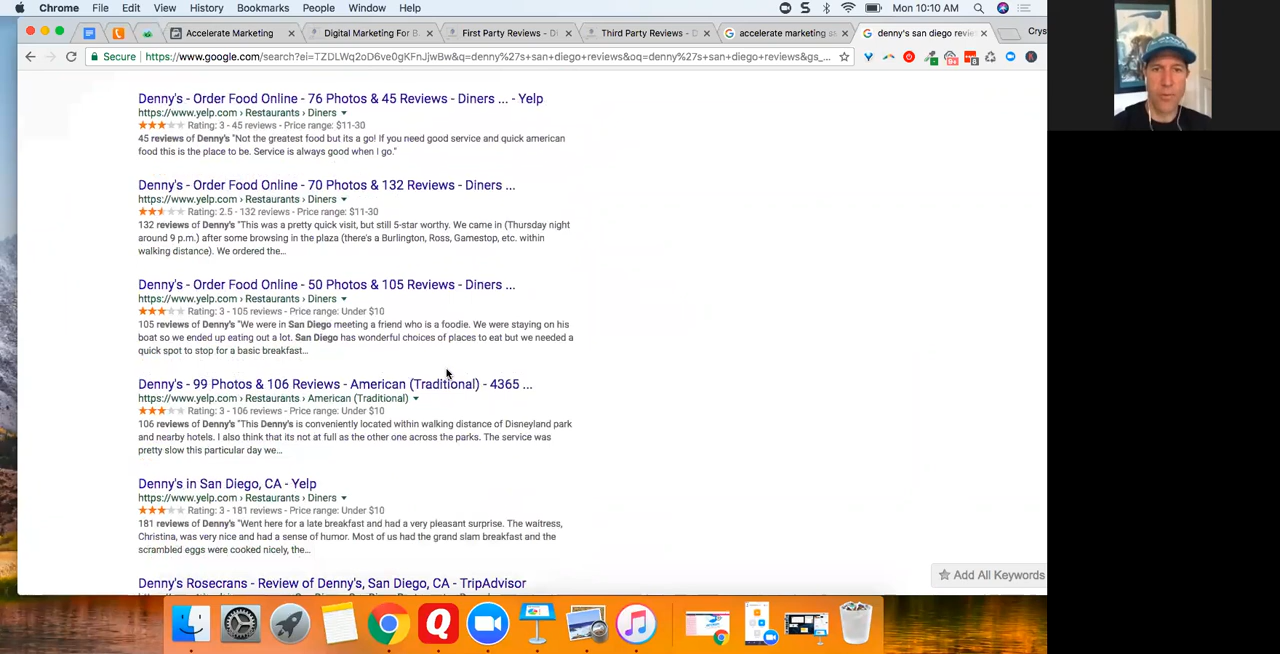 Chrome File Edit View History Bookmarks People Window Help
Mon 10:10 AM
Accelerate Marketing
Digital Marketing For B
First Party Reviews - Di
Third Party Reviews - D
accelerate marketing sa
denny's san diego revie
Crys
Secure https://www.google.com/search?ei=TZDLWq2oD6ve0gKFnJjwBw&q=denny%27s+san+diego+reviews&oq=denny%27s+san+diego+reviews&gs_...
Denny's - Order Food Online - 76 Photos & 45 Reviews - Diners ... - Yelp
https://www.yelp.com › Restaurants › Diners
Rating: 3 - 45 reviews - Price range: $11-30
45 reviews of Denny's "Not the greatest food but its a go! If you need good service and quick american
food this is the place to be. Service is always good when I go."
Denny's - Order Food Online - 70 Photos & 132 Reviews - Diners ...
https://www.yelp.com › Restaurants › Diners
Rating: 2.5 - 132 reviews - Price range: $11-30
132 reviews of Denny's "This was a pretty quick visit, but still 5-star worthy. We came in (Thursday night
around 9 p.m.) after some browsing in the plaza (there's a Burlington, Ross, Gamestop, etc. within
walking distance). We ordered the...
Denny's - Order Food Online - 50 Photos & 105 Reviews - Diners ...
https://www.yelp.com › Restaurants › Diners
Rating: 3 - 105 reviews - Price range: Under $10
105 reviews of Denny's "We were in San Diego meeting a friend who is a foodie. We were staying on his
boat so we ended up eating out a lot. San Diego has wonderful choices of places to eat but we needed a
quick spot to stop for a basic breakfast...
Denny's - 99 Photos & 106 Reviews - American (Traditional) - 4365 ...
https://www.yelp.com › Restaurants › American (Traditional)
Rating: 3 - 106 reviews - Price range: Under $10
106 reviews of Denny's "This Denny's is conveniently located within walking distance of Disneyland park
and nearby hotels. I also think that its not at full as the other one across the parks. The service was
pretty slow this particular day we...
Denny's in San Diego, CA - Yelp
https://www.yelp.com › Restaurants › Diners
Rating: 3 - 181 reviews - Price range: Under $10
181 reviews of Denny's "Went here for a late breakfast and had a very pleasant surprise. The waitress,
Christina, was very nice and had a sense of humor. Most of us had the grand slam breakfast and the
scrambled eggs were cooked nicely, the...
Denny's Rosecrans - Review of Denny's, San Diego, CA - TripAdvisor
Add All Keywords